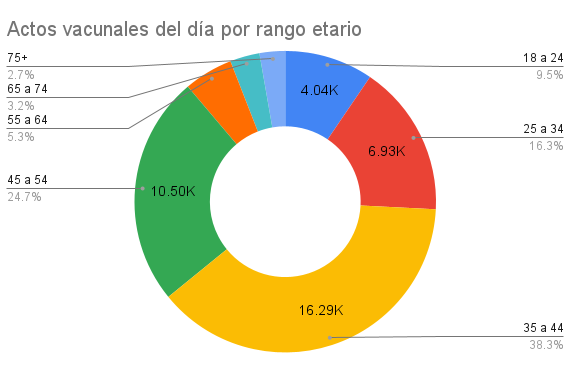 Actos vacunales del día por rango etario
75+
2.7%
65 a 74
3.2%
55 a 64
5.3%
45 a 54
24.7%
18 a 24
9.5%
25 a 34
16.3%
35 a 44
38.3%
4.04K
6.93K
10.50K
16.29K